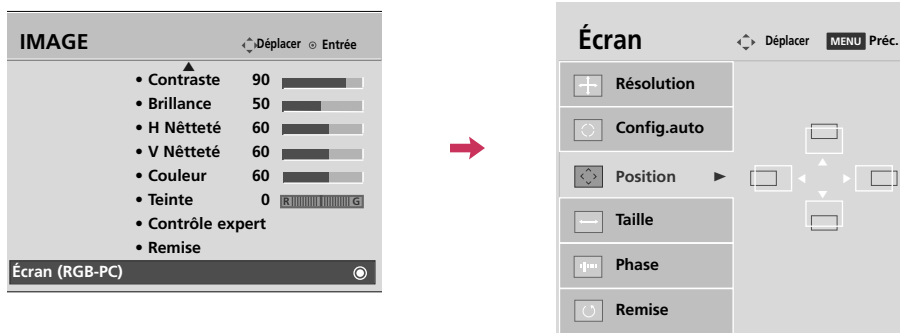 IMAGE
Déplacer Entrée
• Contraste 90
• Brillance 50
• H Nêtteté 60
• V Nêtteté 60
• Couleur 60
• Teinte 0 R G
• Contrôle expert
• Remise
Écran (RGB-PC)
Écran
Déplacer MENU Préc.
Résolution
Config.auto
Position
Taille
Phase
Remise